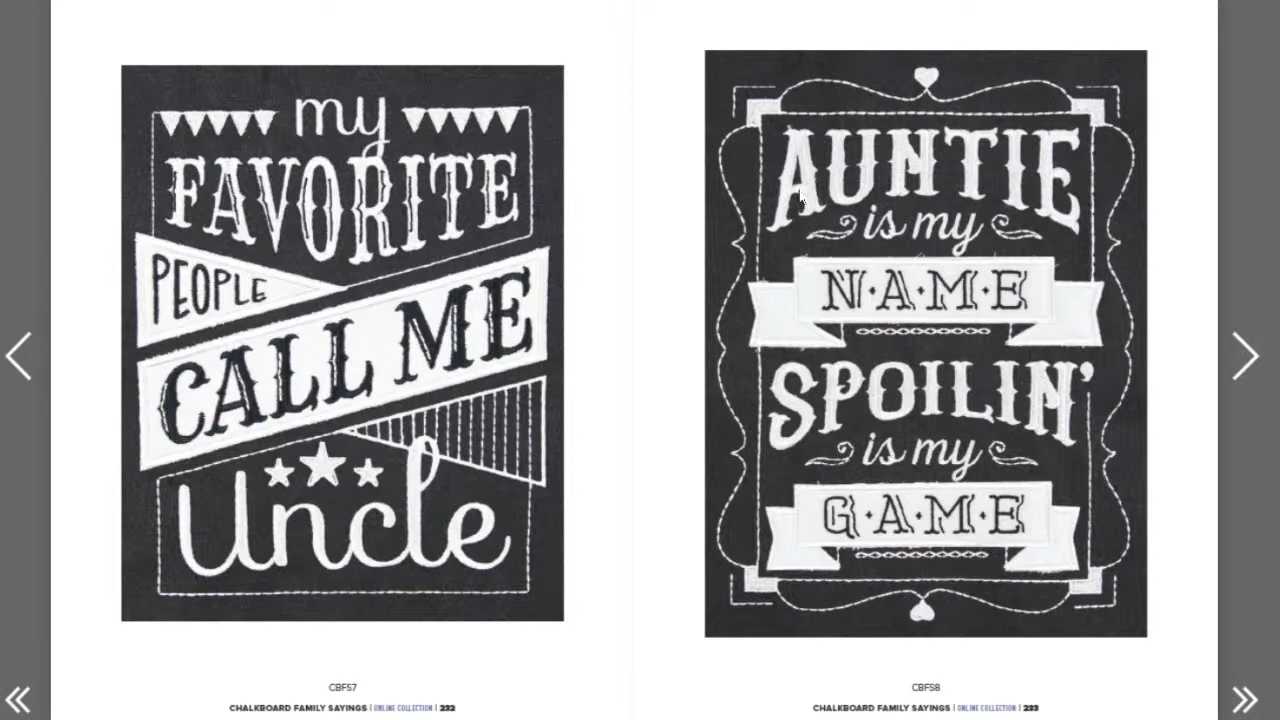 my
FAVORITE
PEOPLE
CALL ME
Uncle
CBFS7
CHALKBOARD FAMILY SAYINGS | ONLINE COLLECTION | 232
AUNTIE
is my
N·A·M·E
SPOILIN'
is my
G·A·M·E
CBFS8
CHALKBOARD FAMILY SAYINGS | ONLINE COLLECTION | 233